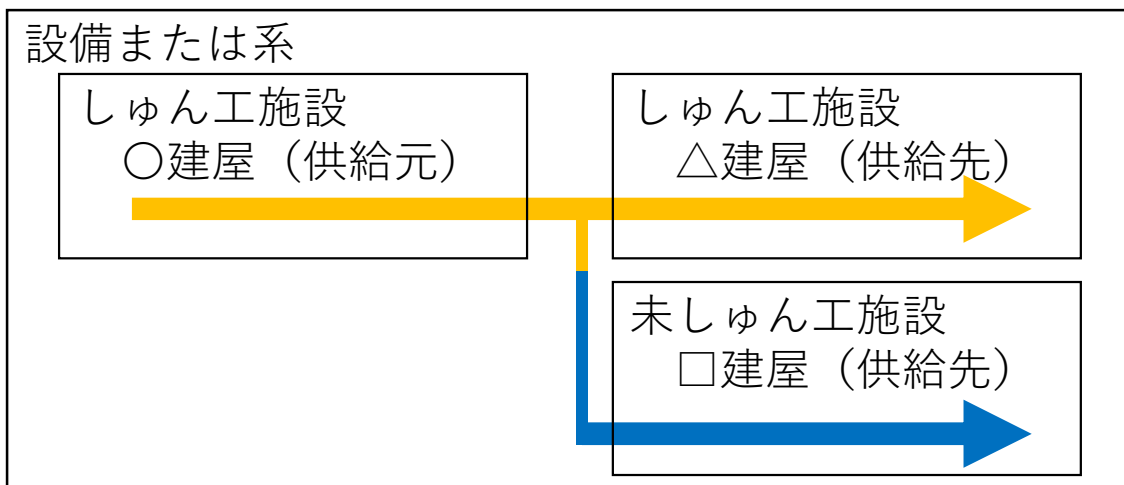 設備または系
しゅん工施設
〇建屋（供給元）
しゅん工施設
△建屋（供給先）
未しゅん工施設
□建屋（供給先）